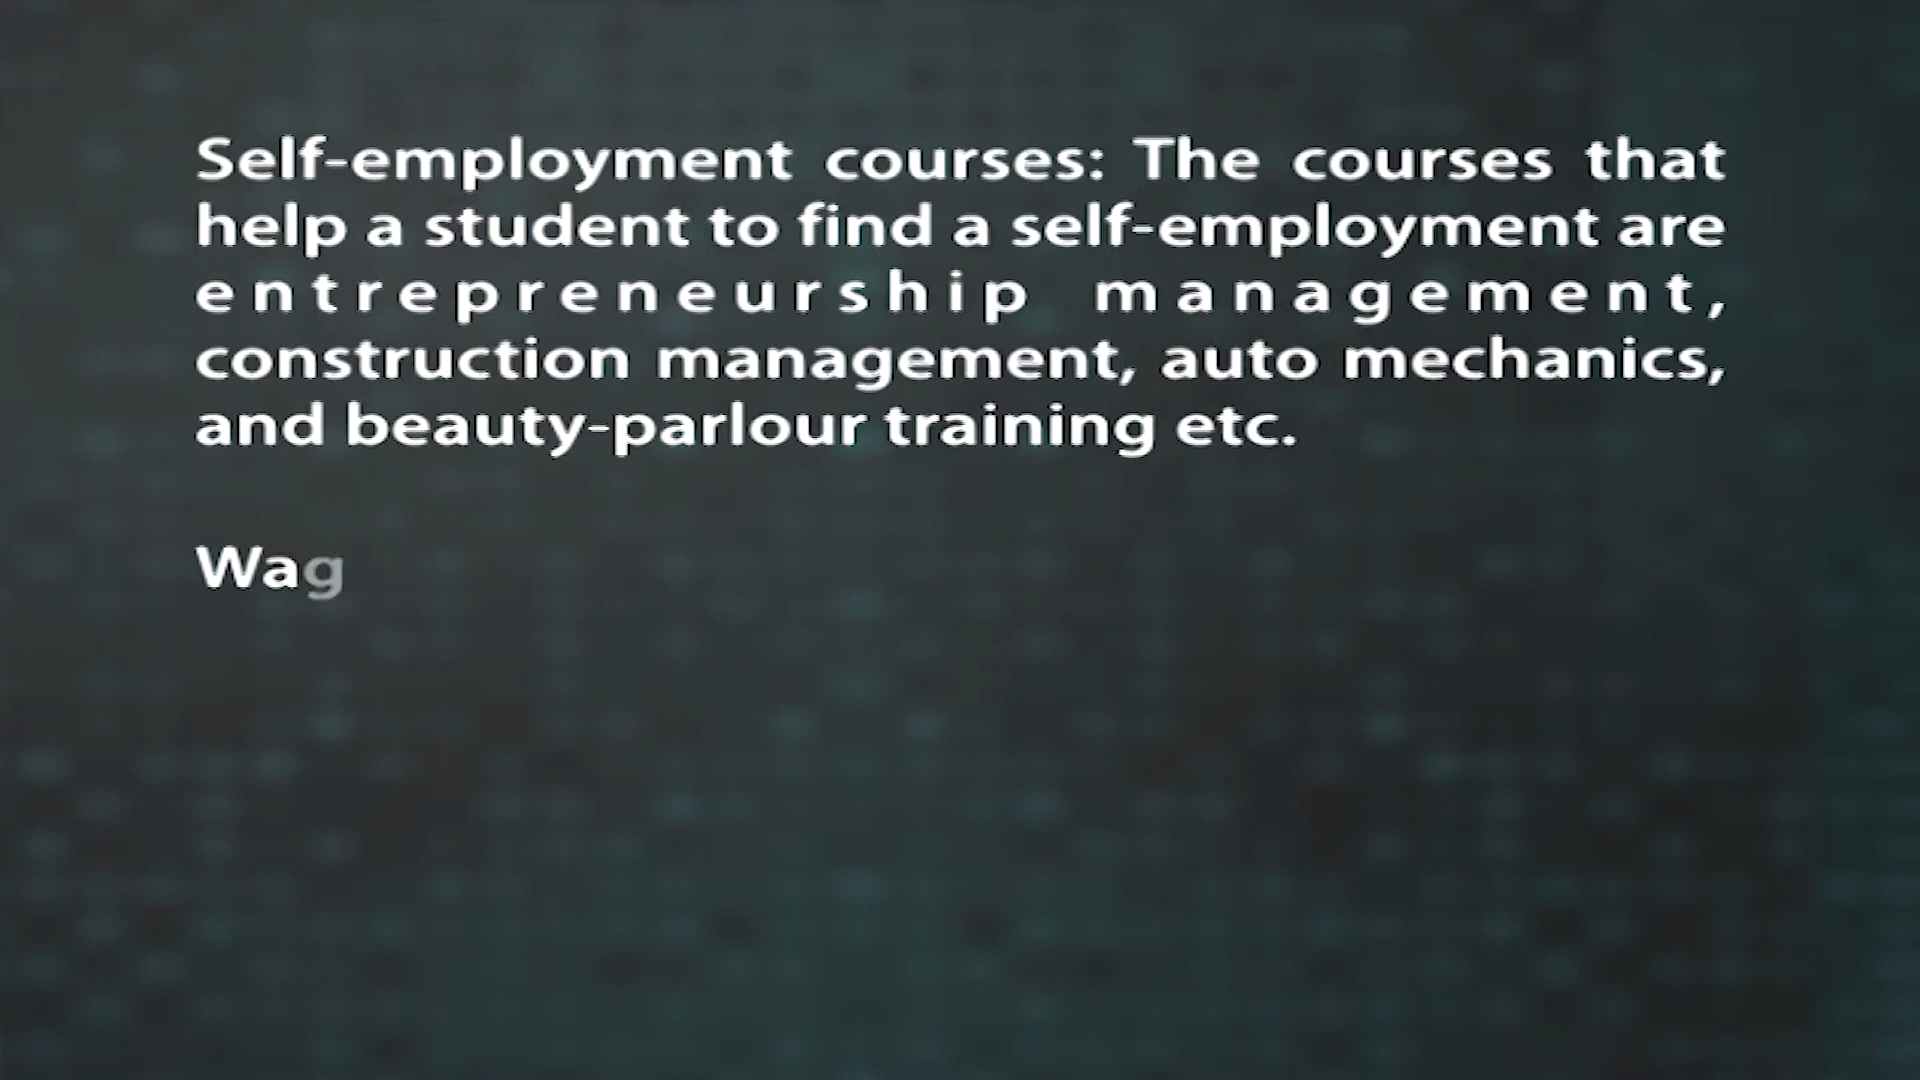 Self-employment courses: The courses that
help a student to find a self-employment are
entrepreneurship management,
construction management, auto mechanics,
and beauty-parlour training etc.
Wag